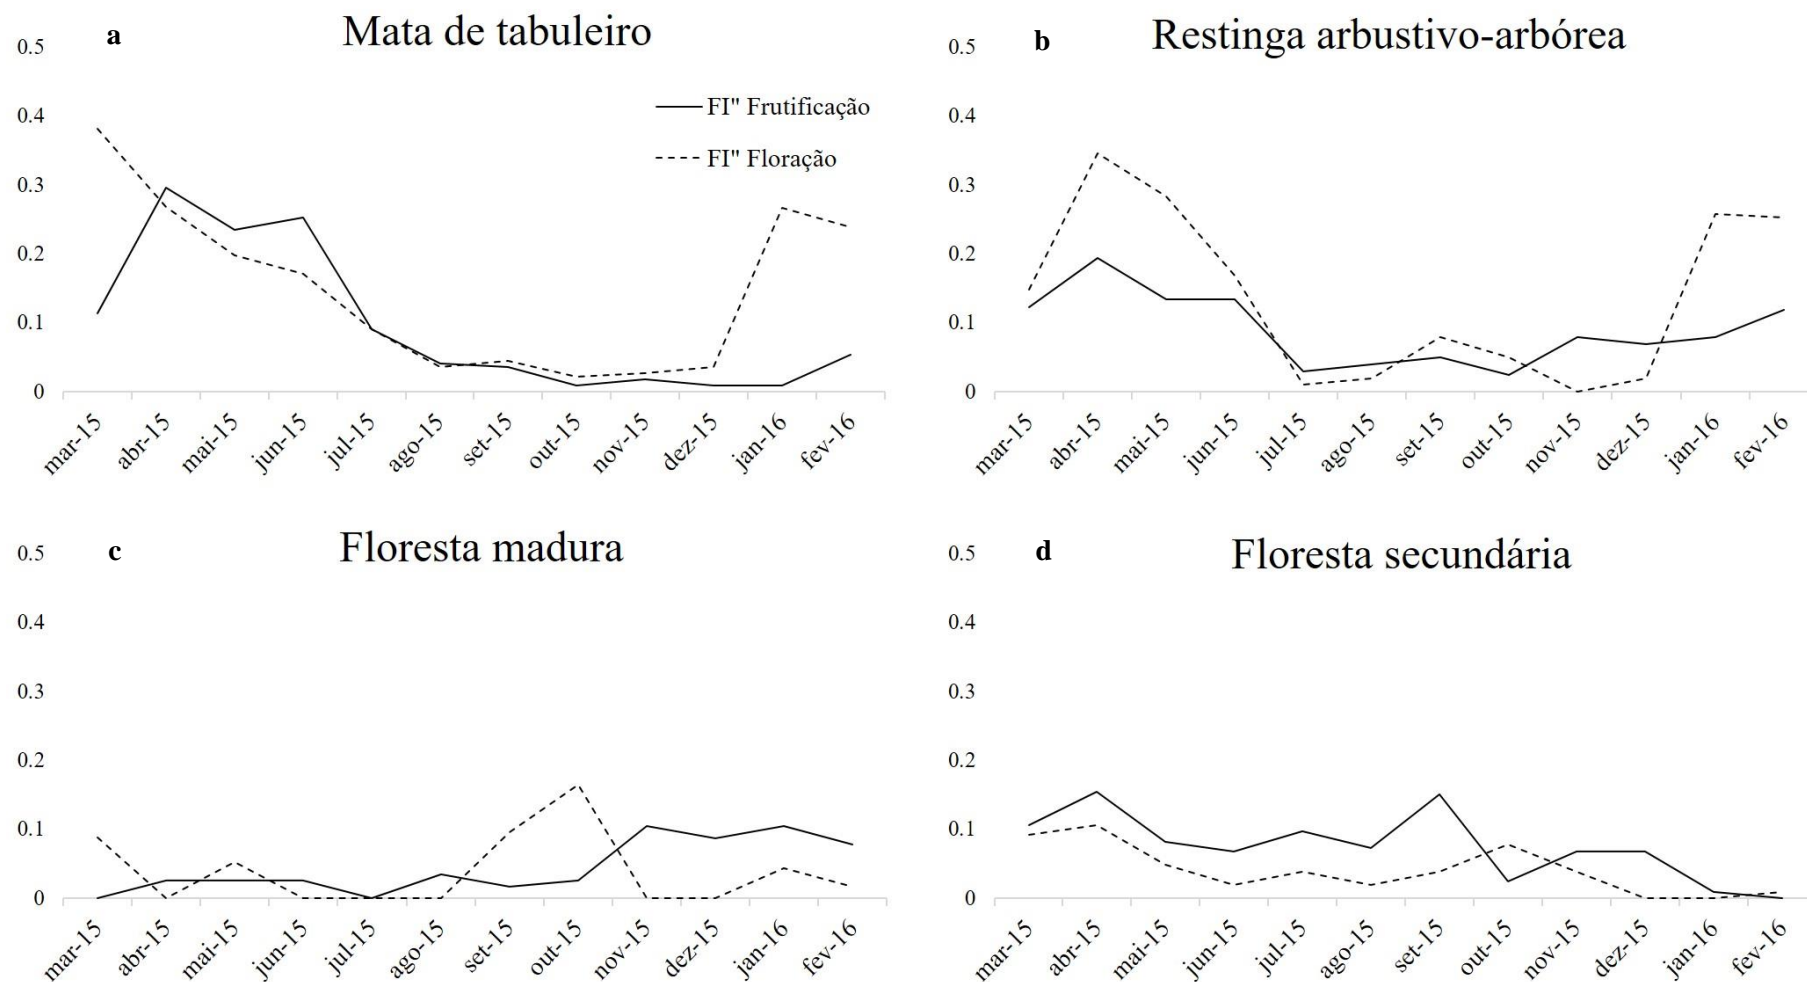 a
Mata de tabuleiro
0.5
0.4
0.3
0.2
0.1
0
FI" Frutificação
FI" Floração
mar-15
abr-15
mai-15
jun-15
jul-15
ago-15
set-15
out-15
nov-15
dez-15
jan-16
fev-16
b
Restinga arbustivo-arbórea
0.5
0.4
0.3
0.2
0.1
0
mar-15
abr-15
mai-15
jun-15
jul-15
ago-15
set-15
out-15
nov-15
dez-15
jan-16
fev-16
c
Floresta madura
0.5
0.4
0.3
0.2
0.1
0
mar-15
abr-15
mai-15
jun-15
jul-15
ago-15
set-15
out-15
nov-15
dez-15
jan-16
fev-16
d
Floresta secundária
0.5
0.4
0.3
0.2
0.1
0
mar-15
abr-15
mai-15
jun-15
jul-15
ago-15
set-15
out-15
nov-15
dez-15
jan-16
fev-16